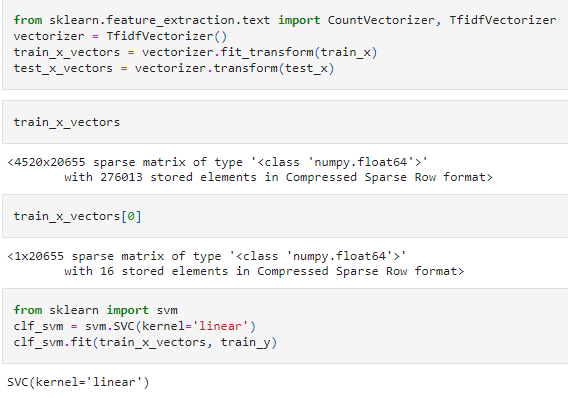 from sklearn.feature_extraction.text import CountVectorizer, TfidfVectorizer
vectorizer = TfidfVectorizer()
train_x_vectors = vectorizer.fit_transform(train_x)
test_x_vectors = vectorizer.transform(test_x)
train_x_vectors
<4520x20655 sparse matrix of type '<class 'numpy.float64'>'
        with 276013 stored elements in Compressed Sparse Row format>
train_x_vectors[0]
<1x20655 sparse matrix of type '<class 'numpy.float64'>'
        with 16 stored elements in Compressed Sparse Row format>
from sklearn import svm
clf_svm = svm.SVC(kernel='linear')
clf_svm.fit(train_x_vectors, train_y)
SVC(kernel='linear')